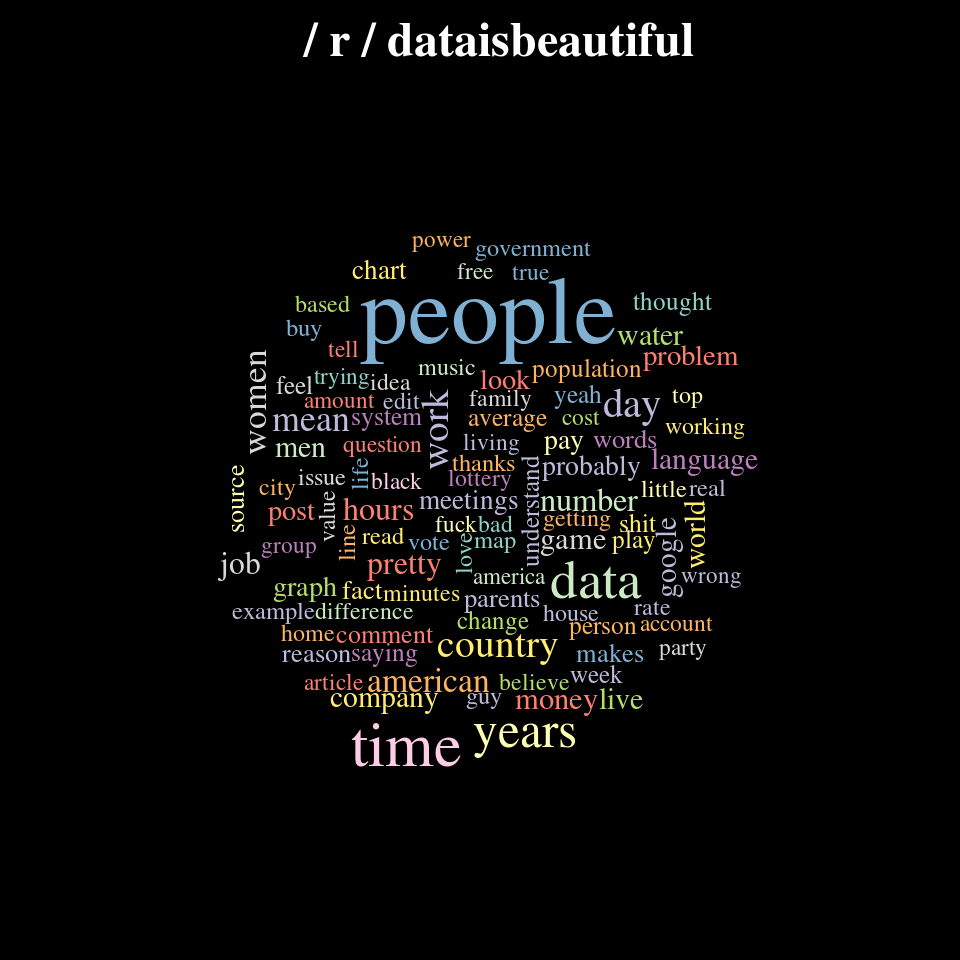 / r / dataisbeautiful
power
government
chart
free
true
people
thought
based
buy
water
tell
problem
women
music
population
feel
trying
idea
look
amount
edit
family
yeah
day
top
work
mean
system
average
cost
working
men
question
living
pay
words
source
city
issue
life
black
thanks
lottery
understand
probably
language
post
value
hours
meetings
number
little
real
line
fuck
bad
getting
shit
world
group
read
vote
love
map
game
play
google
job
pretty
america
data
wrong
graph
fact
minutes
parents
example
difference
change
house
rate
home
comment
country
person
account
reason
saying
makes
party
article
american
believe
week
company
guy
money
live
time
years